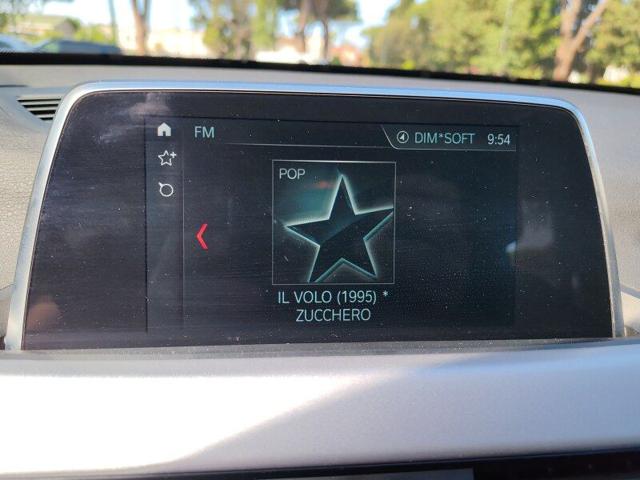 FM
DIM*SOFT 9:54
POP
IL VOLO (1995) *
ZUCCHERO